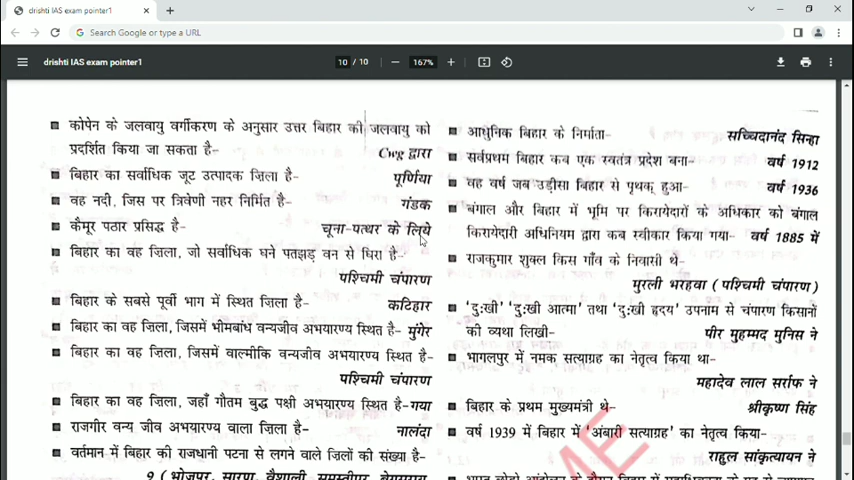 drishti IAS exam pointer1
Search Google or type a URL
drishti IAS exam pointer1
10 / 10
167%
कोपेन के जलवायु वर्गीकरण के अनुसार उत्तर बिहार की जलवायु को
प्रदर्शित किया जा सकता है- Cwg द्वारा
बिहार का सर्वाधिक जूट उत्पादक ज़िला है- पूर्णिया
वह नदी, जिस पर त्रिवेणी नहर निर्मित है- गंडक
कैमूर पठार प्रसिद्ध है- चूना-पत्थर के लिये
बिहार का वह ज़िला, जो सर्वाधिक घने पतझड़ वन से घिरा है-
पश्चिमी चंपारण
बिहार के सबसे पूर्वी भाग में स्थित ज़िला है- कटिहार
बिहार का वह ज़िला, जिसमें भीमबांध वन्यजीव अभयारण्य स्थित है- मुंगेर
बिहार का वह ज़िला, जिसमें वाल्मीकि वन्यजीव अभयारण्य स्थित है-
पश्चिमी चंपारण
बिहार का वह ज़िला, जहाँ गौतम बुद्ध पक्षी अभयारण्य स्थित है-गया
राजगीर वन्य जीव अभयारण्य वाला ज़िला है- नालंदा
वर्तमान में बिहार की राजधानी पटना से लगने वाले ज़िलों की संख्या है-
9 (भोजपुर, सारण, वैशाली, समस्तीपुर, बेगूसराय
आधुनिक बिहार के निर्माता- सच्चिदानंद सिन्हा
सर्वप्रथम बिहार कब एक स्वतंत्र प्रदेश बना- वर्ष 1912
वह वर्ष जब उड़ीसा बिहार से पृथक् हुआ- वर्ष 1936
बंगाल और बिहार में भूमि पर किरायेदारों के अधिकार को बंगाल
किरायेदारी अधिनियम द्वारा कब स्वीकार किया गया- वर्ष 1885 में
राजकुमार शुक्ल किस गाँव के निवासी थे-
मुरली भरहवा (पश्चिमी चंपारण)
'दुःखी' 'दुःखी आत्मा' तथा 'दुःखी हृदय' उपनाम से चंपारण किसानों
की व्यथा लिखी- पीर मुहम्मद मुनिस ने
भागलपुर में नमक सत्याग्रह का नेतृत्व किया था-
महादेव लाल सर्राफ ने
बिहार के प्रथम मुख्यमंत्री थे- श्रीकृष्ण सिंह
वर्ष 1939 में बिहार में 'अंबारी सत्याग्रह' का नेतृत्व किया-
राहुल सांकृत्यायन ने
ME